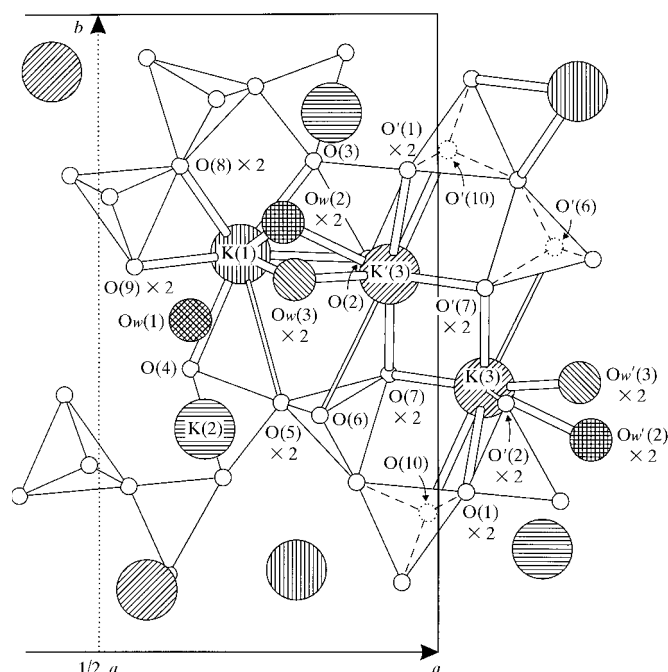 b
O′(1)
× 2
O(3)
O(8) × 2
Ow(2)
× 2
O′(10)
O′(6)
K(1)
K′(3)
O(9) × 2
O(2)
O′(7)
× 2
Ow(1)
Ow(3)
× 2
O(4)
K(3)
Ow′(3)
× 2
O(7)
× 2
O(6)
K(2)
O(5)
× 2
O′(2)
× 2
Ow′(2)
× 2
O(10)
O(1)
× 2
1/2 a
a